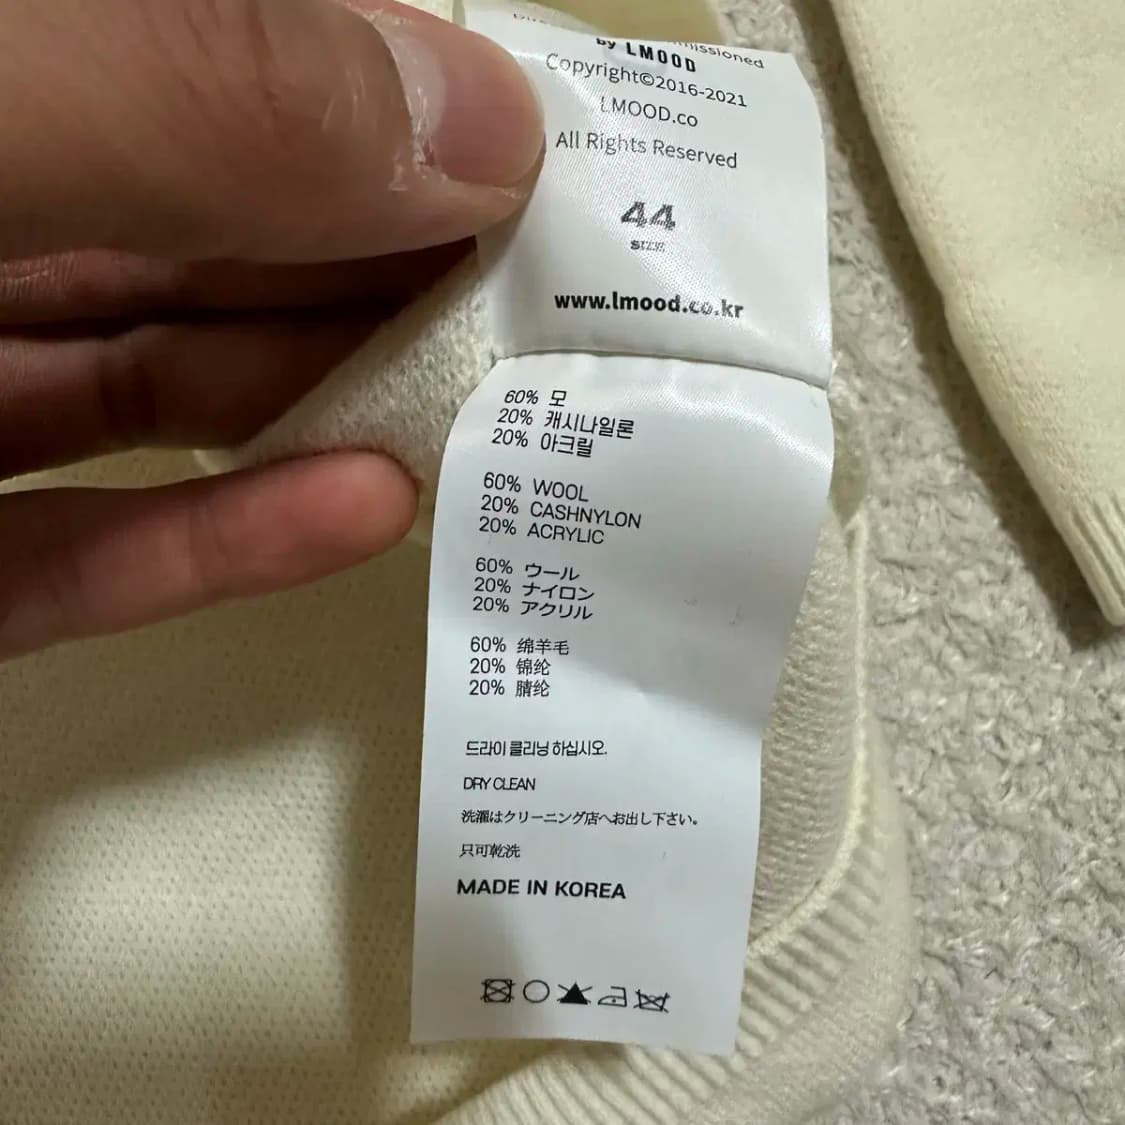 by LMOOD
Copyright©2016-2021
LMOOD.co
All Rights Reserved
44
SIZE
www.lmood.co.kr
60% 모
20% 캐시나일론
20% 아크릴
60% WOOL
20% CASHNYLON
20% ACRYLIC
60% ウール
20% ナイロン
20% アクリル
60% 绵羊毛
20% 锦纶
20% 腈纶
드라이 클리닝 하십시오.
DRY CLEAN
洗濯はクリーニング店へお出し下さい。
只可乾洗
MADE IN KOREA